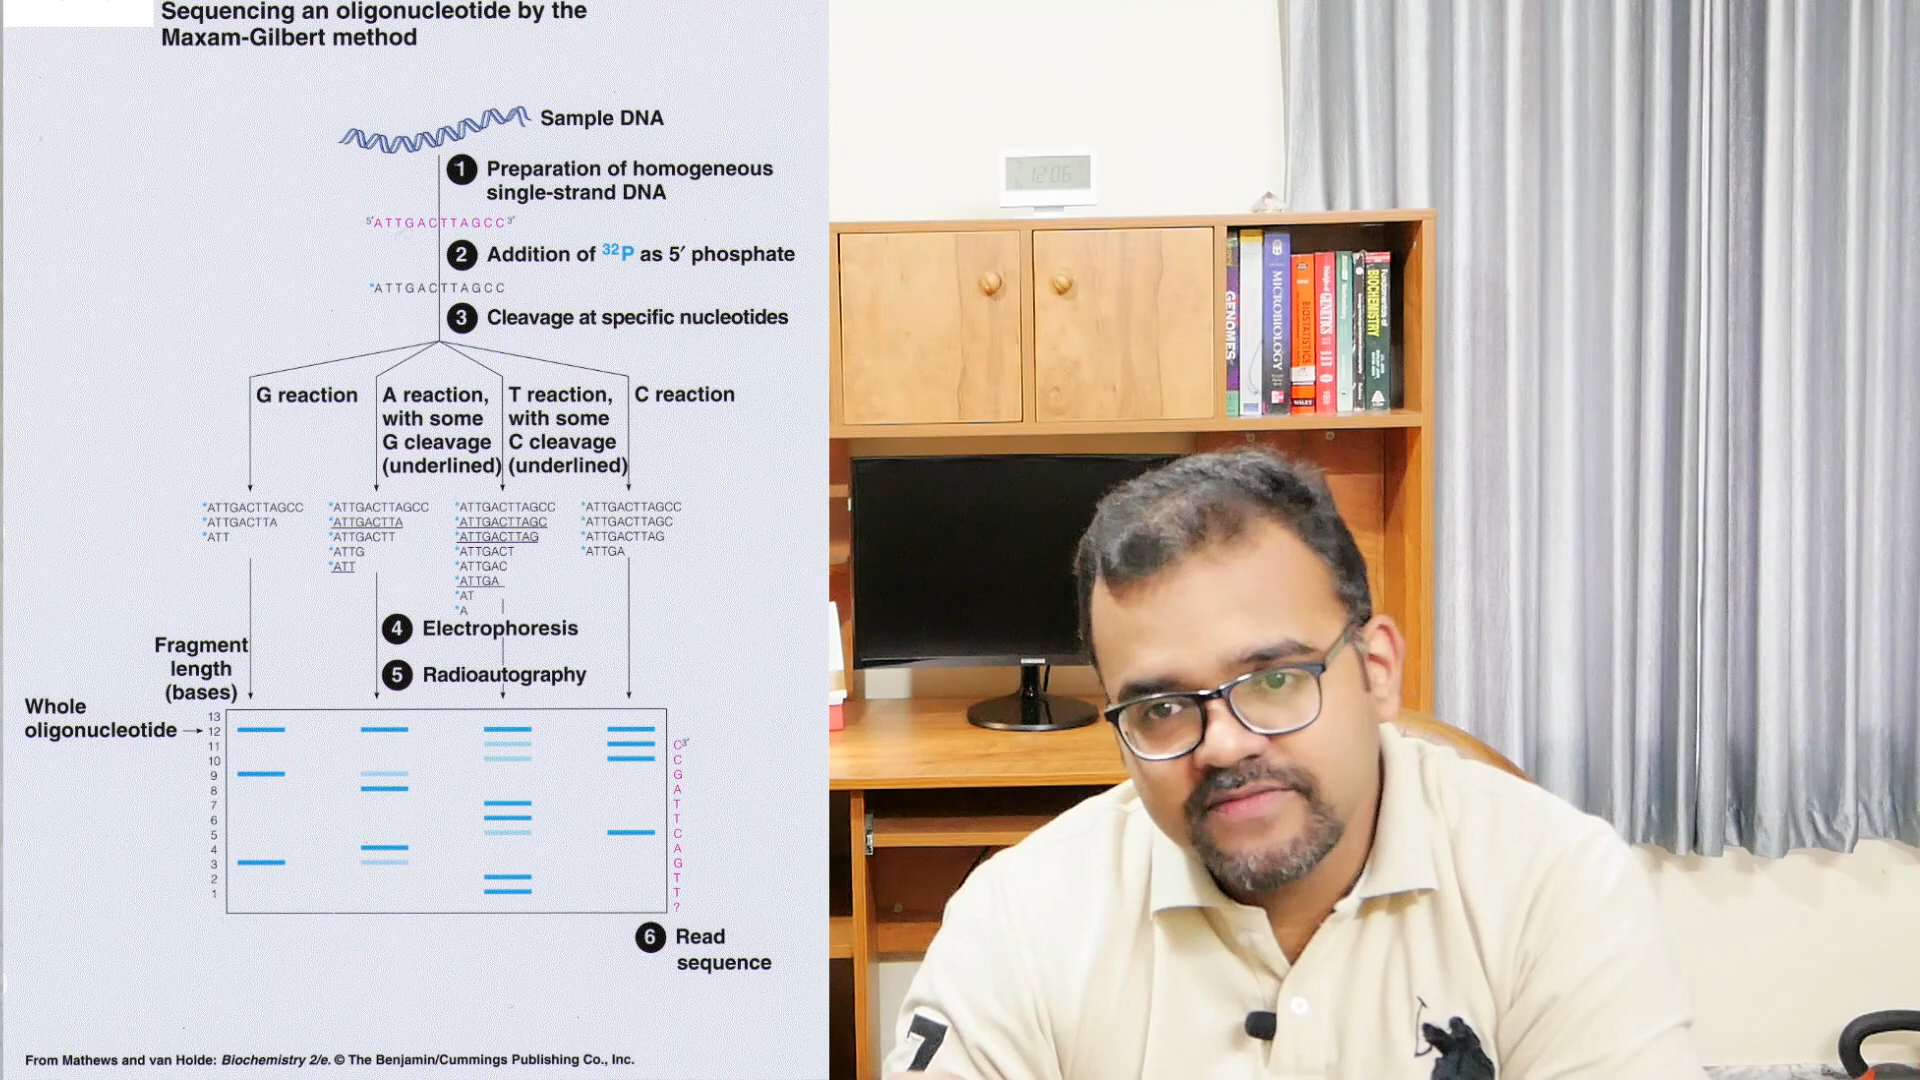 Sequencing an oligonucleotide by the
Maxam-Gilbert method
Sample DNA
1 Preparation of homogeneous
single-strand DNA
5′ATTGACTTAGCC3′
2 Addition of 32P as 5′ phosphate
*ATTGACTTAGCC
3 Cleavage at specific nucleotides
G reaction
A reaction,
with some
G cleavage
(underlined)
T reaction,
with some
C cleavage
(underlined)
C reaction
*ATTGACTTAGCC
*ATTGACTTA
*ATT
*ATTGACTTAGCC
*ATTGACTTA
*ATTGACTT
*ATTG
*ATT
*ATTGACTTAGCC
*ATTGACTTAGC
*ATTGACTTAG
*ATTGACT
*ATTGAC
*ATTGA
*AT
*A
*ATTGACTTAGCC
*ATTGACTTAGC
*ATTGACTTAG
*ATTGA
4 Electrophoresis
5 Radioautography
Fragment
length
(bases)
Whole
oligonucleotide
13
12
11
10
9
8
7
6
5
4
3
2
1
C3′
C
G
A
T
T
C
A
G
T
T
?
6 Read
sequence
From Mathews and van Holde: Biochemistry 2/e. © The Benjamin/Cummings Publishing Co., Inc.
12:06
GENOMES
MICROBIOLOGY
BIOSTATISTICS
WILEY
GENETICS
BIOCHEMISTRY
SAMSUNG
7